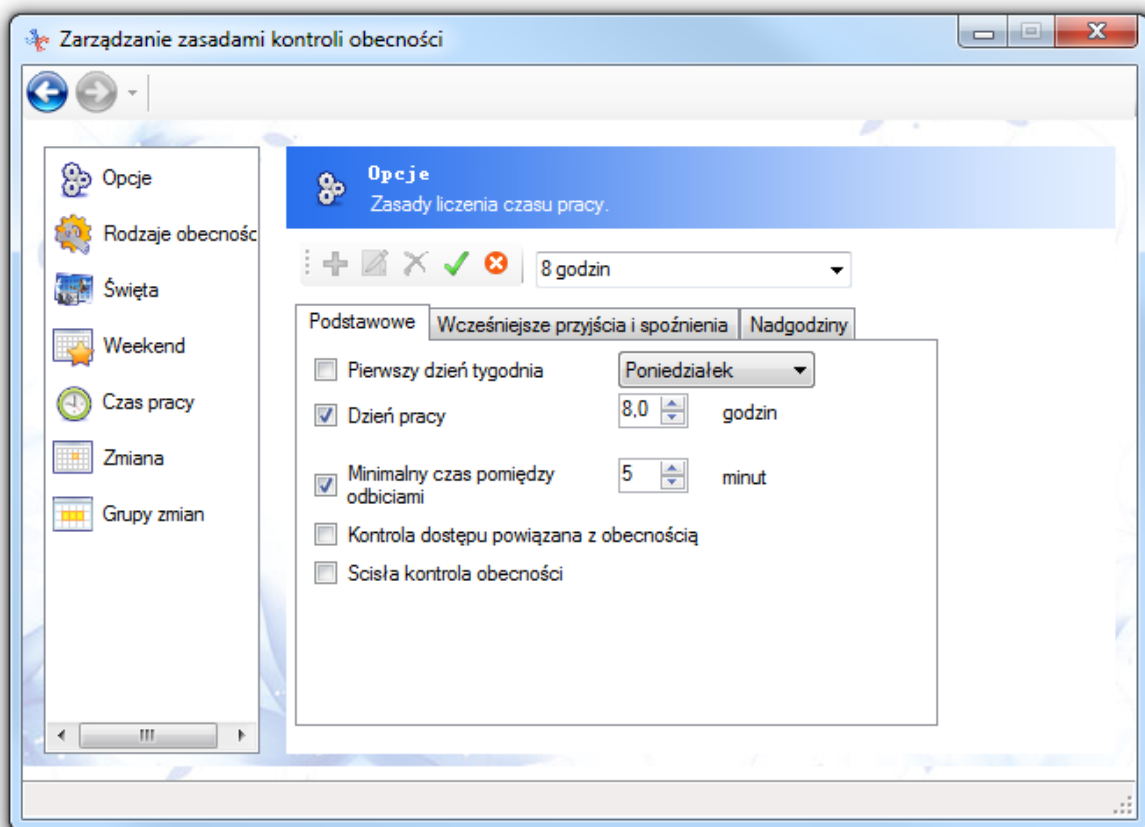 Zarządzanie zasadami kontroli obecności
Opcje
Rodzaje obecnośc
Święta
Weekend
Czas pracy
Zmiana
Grupy zmian
Opcje
Zasady liczenia czasu pracy.
8 godzin
Podstawowe
Wcześniejsze przyjścia i spoźnienia
Nadgodziny
Pierwszy dzień tygodnia
Poniedziałek
Dzień pracy
8,0
godzin
Minimalny czas pomiędzy
odbiciami
5
minut
Kontrola dostępu powiązana z obecnością
Scisła kontrola obecności